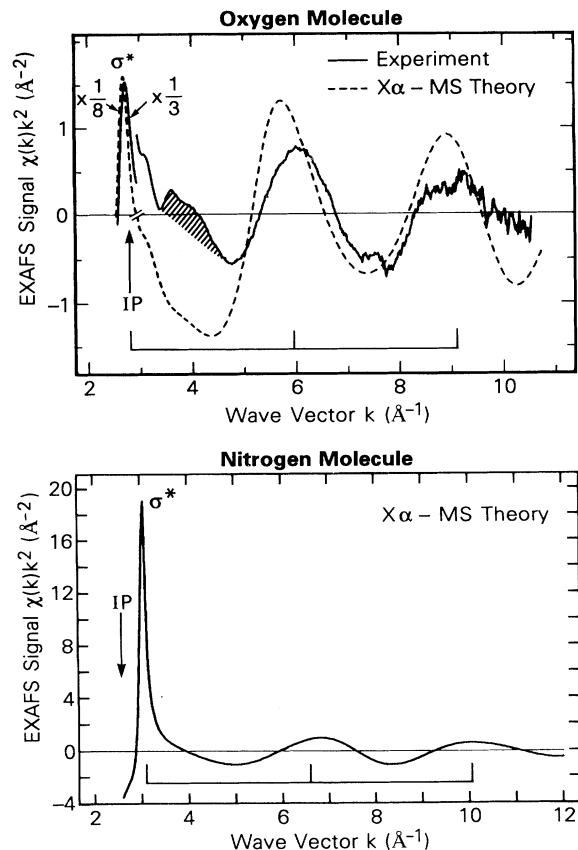 Oxygen Molecule
EXAFS Signal χ(k)k² (Å⁻²)
σ*
×1/8
×1/3
Experiment
Xα – MS Theory
1
0
−1
IP
2 4 6 8 10
Wave Vector k (Å⁻¹)
Nitrogen Molecule
EXAFS Signal χ(k)k² (Å⁻²)
20
16
12
8
4
0
−4
σ*
Xα – MS Theory
IP
2 4 6 8 10 12
Wave Vector k (Å⁻¹)